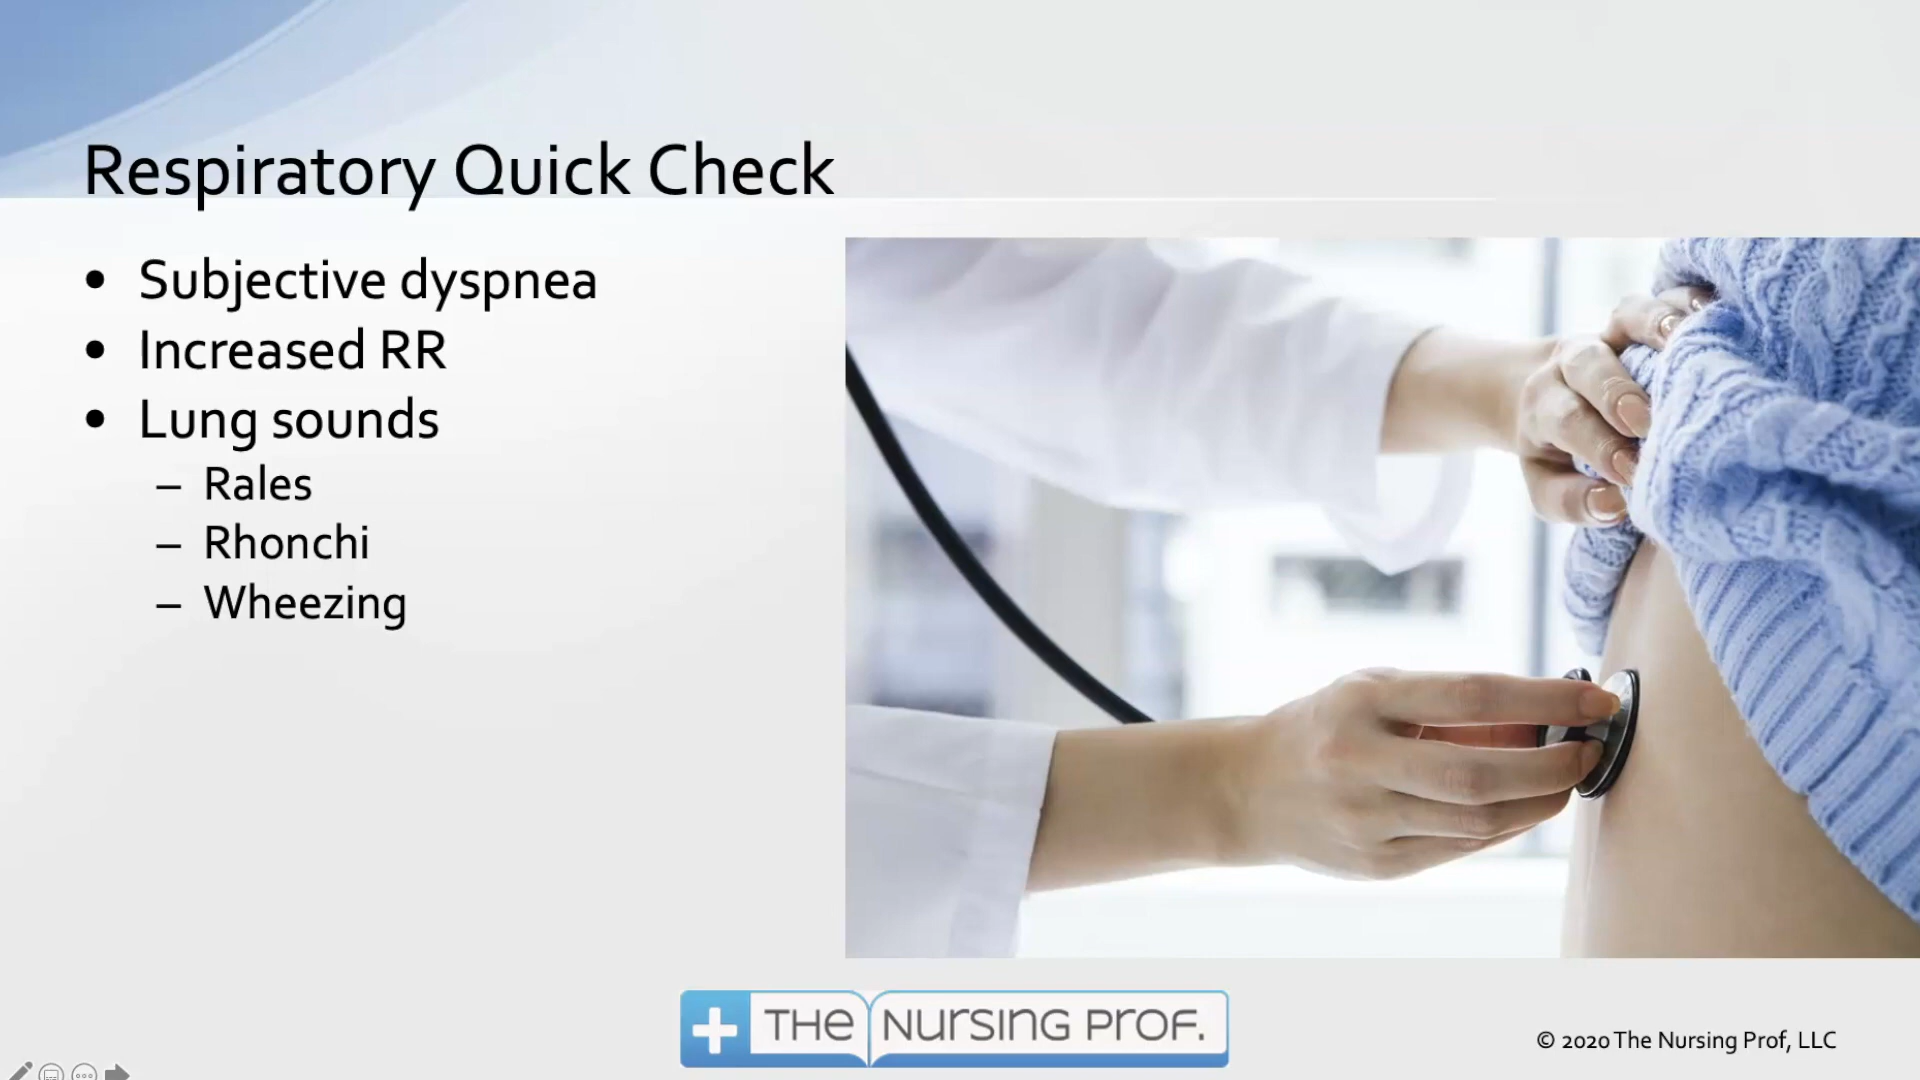 Respiratory Quick Check
• Subjective dyspnea
• Increased RR
• Lung sounds
– Rales
– Rhonchi
– Wheezing
THE NURSING PROF.
© 2020 The Nursing Prof, LLC